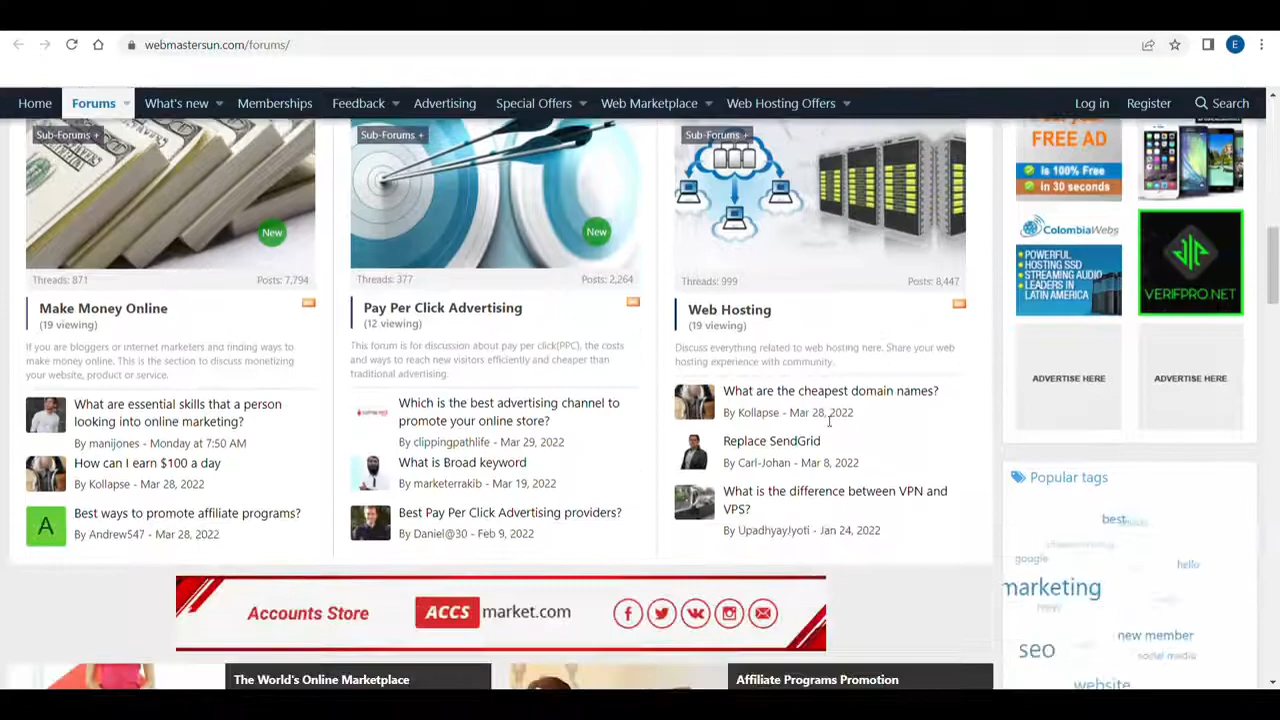 webmastersun.com/forums/
E
Home
Forums
What's new
Memberships
Feedback
Advertising
Special Offers
Web Marketplace
Web Hosting Offers
Log in
Register
Search
Sub-Forums +
New
Threads: 871
Posts: 7,794
Make Money Online
(19 viewing)
If you are bloggers or internet marketers and finding ways to
make money online. This is the section to discuss monetizing
your website, product or service.
What are essential skills that a person
looking into online marketing?
By manijones - Monday at 7:50 AM
How can I earn $100 a day
By Kollapse - Mar 28, 2022
A
Best ways to promote affiliate programs?
By Andrew547 - Mar 28, 2022
Sub-Forums +
New
Threads: 377
Posts: 2,264
Pay Per Click Advertising
(12 viewing)
This forum is for discussion about pay per click(PPC), the costs
and ways to reach new visitors efficiently and cheaper than
traditional advertising.
Which is the best advertising channel to
promote your online store?
By clippingpathlife - Mar 29, 2022
What is Broad keyword
By marketerrakib - Mar 19, 2022
Best Pay Per Click Advertising providers?
By Daniel@30 - Feb 9, 2022
Sub-Forums +
Threads: 999
Posts: 8,447
Web Hosting
(19 viewing)
Discuss everything related to web hosting here. Share your web
hosting experience with community.
What are the cheapest domain names?
By Kollapse - Mar 28, 2022
Replace SendGrid
By Carl-Johan - Mar 8, 2022
What is the difference between VPN and
VPS?
By UpadhyayJyoti - Jan 24, 2022
FREE AD
is 100% Free
in 30 seconds
ColombiaWebs
POWERFUL
HOSTING SSD
STREAMING AUDIO
LEADERS IN
LATIN AMERICA
VERIFPRO.NET
ADVERTISE HERE
ADVERTISE HERE
Popular tags
best
google
hello
marketing
new member
seo
social media
website
Accounts Store
ACCS market.com
The World's Online Marketplace
Affiliate Programs Promotion